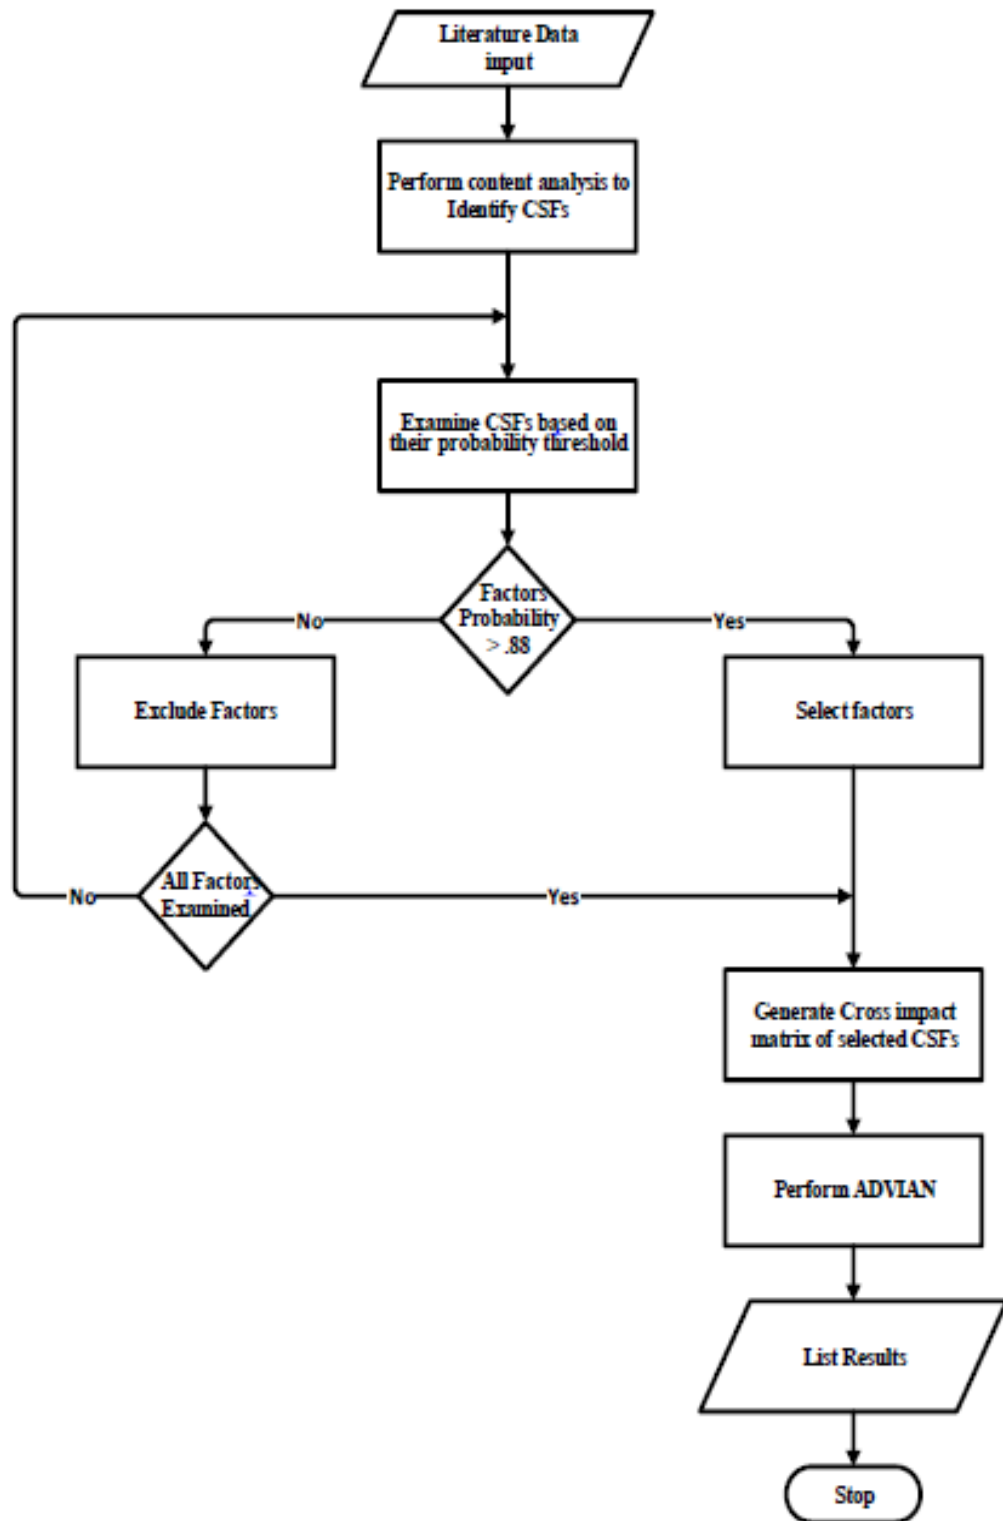 Literature Data
input
Perform content analysis to
Identify CSFs
Examine CSFs based on
their probability threshold
Factors
Probability
> .88
No
Yes
Exclude Factors
Select factors
All Factors
Examined
No
Yes
Generate Cross impact
matrix of selected CSFs
Perform ADVIAN
List Results
Stop